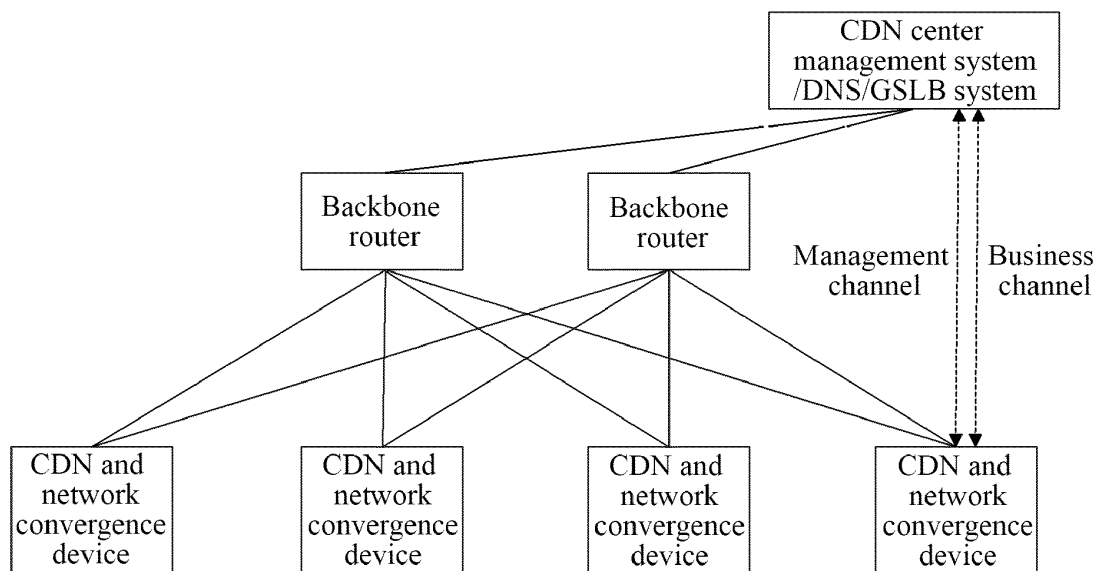 CDN center
management system
/DNS/GSLB system
Backbone
router
Backbone
router
Management
channel
Business
channel
CDN and
network
convergence
device
CDN and
network
convergence
device
CDN and
network
convergence
device
CDN and
network
convergence
device